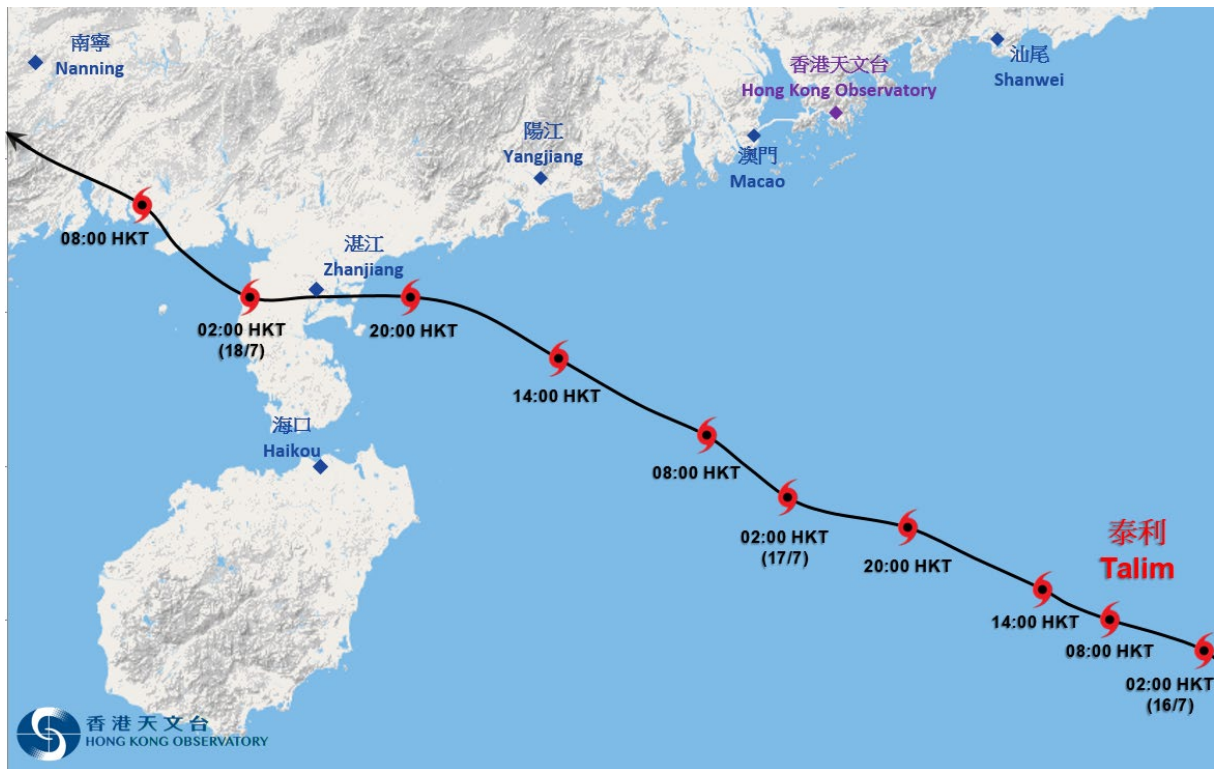 南寧
Nanning
汕尾
Shanwei
香港天文台
Hong Kong Observatory
陽江
Yangjiang
澳門
Macao
08:00 HKT
湛江
Zhanjiang
02:00 HKT
(18/7)
20:00 HKT
14:00 HKT
海口
Haikou
08:00 HKT
02:00 HKT
(17/7)
20:00 HKT
泰利
Talim
14:00 HKT
08:00 HKT
02:00 HKT
(16/7)
香港天文台
HONG KONG OBSERVATORY